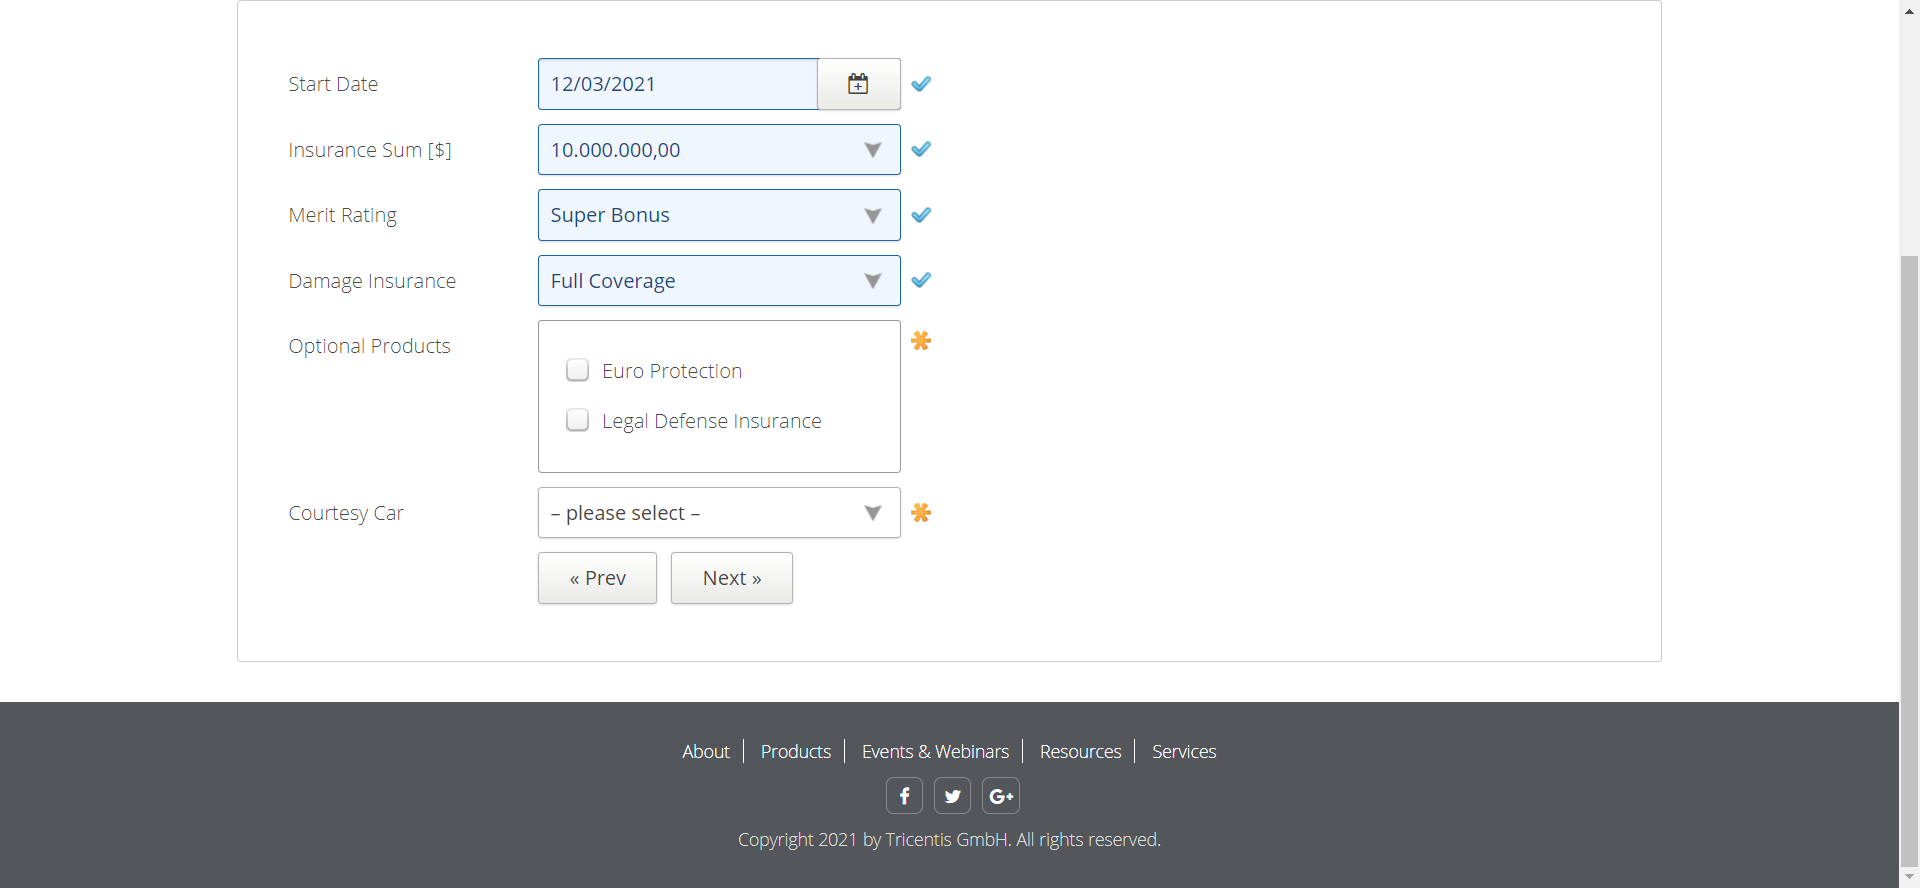 Start Date
12/03/2021
Insurance Sum [$]
10.000.000,00
Merit Rating
Super Bonus
Damage Insurance
Full Coverage
Optional Products
Euro Protection
Legal Defense Insurance
Courtesy Car
– please select –
« Prev
Next »
About
Products
Events & Webinars
Resources
Services
Copyright 2021 by Tricentis GmbH. All rights reserved.